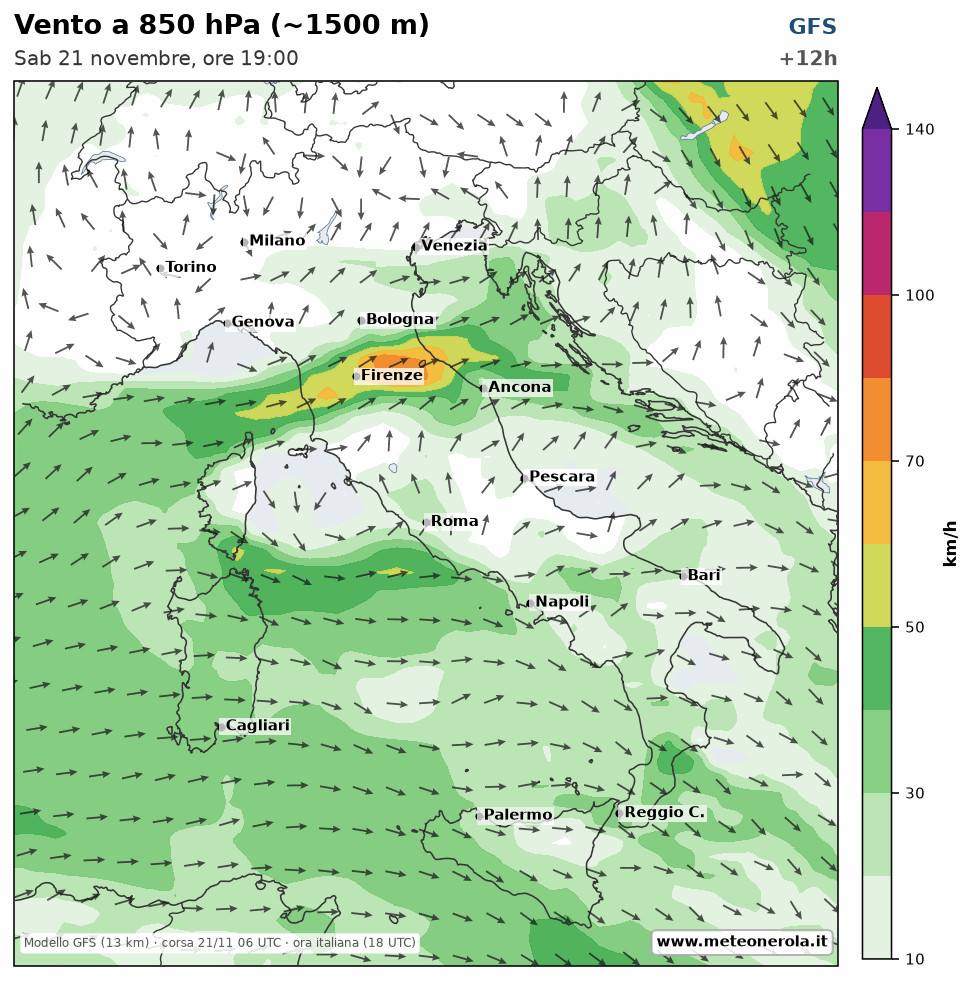 Vento a 850 hPa (~1500 m)
GFS
Sab 21 novembre, ore 19:00
+12h
140
100
70
50
30
10
km/h
Milano
Venezia
Torino
Genova
Bologna
Firenze
Ancona
Pescara
Roma
Bari
Napoli
Cagliari
Palermo
Reggio C.
Modello GFS (13 km) · corsa 21/11 06 UTC · ora italiana (18 UTC)
www.meteonerola.it